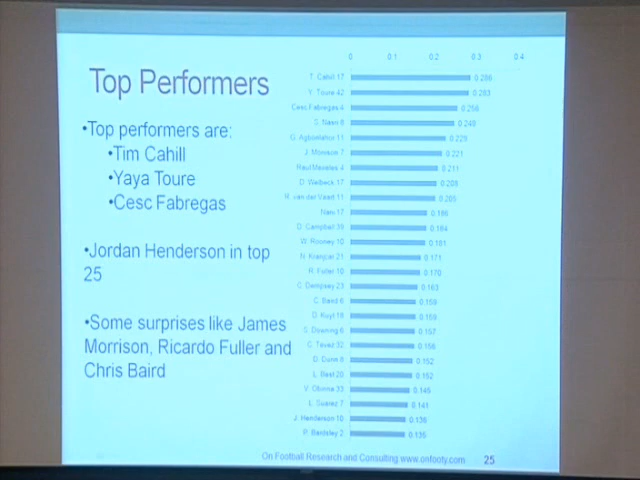 Top Performers
•Top performers are:
•Tim Cahill
•Yaya Toure
•Cesc Fabregas
•Jordan Henderson in top
25
•Some surprises like James
Morrison, Ricardo Fuller and
Chris Baird
0 0.1 0.2 0.3 0.4
T. Cahill 17 0.286
Y. Toure 42 0.283
Cesc Fabregas 4 0.256
S. Nasri 8 0.249
G. Agbonlahor 11 0.229
J. Morrison 7 0.221
Raul Meireles 4 0.211
D. Welbeck 17 0.208
R. van der Vaart 11 0.205
Nani 17 0.186
D. Campbell 39 0.184
W. Rooney 10 0.181
N. Kranjcar 21 0.171
R. Fuller 10 0.170
C. Dempsey 23 0.163
C. Baird 6 0.159
D. Kuyt 18 0.159
S. Downing 6 0.157
C. Tevez 32 0.156
D. Dunn 8 0.152
L. Best 20 0.152
V. Obinna 33 0.145
L. Suarez 7 0.141
J. Henderson 10 0.136
P. Bardsley 2 0.135
On Football Research and Consulting www.onfooty.com 25